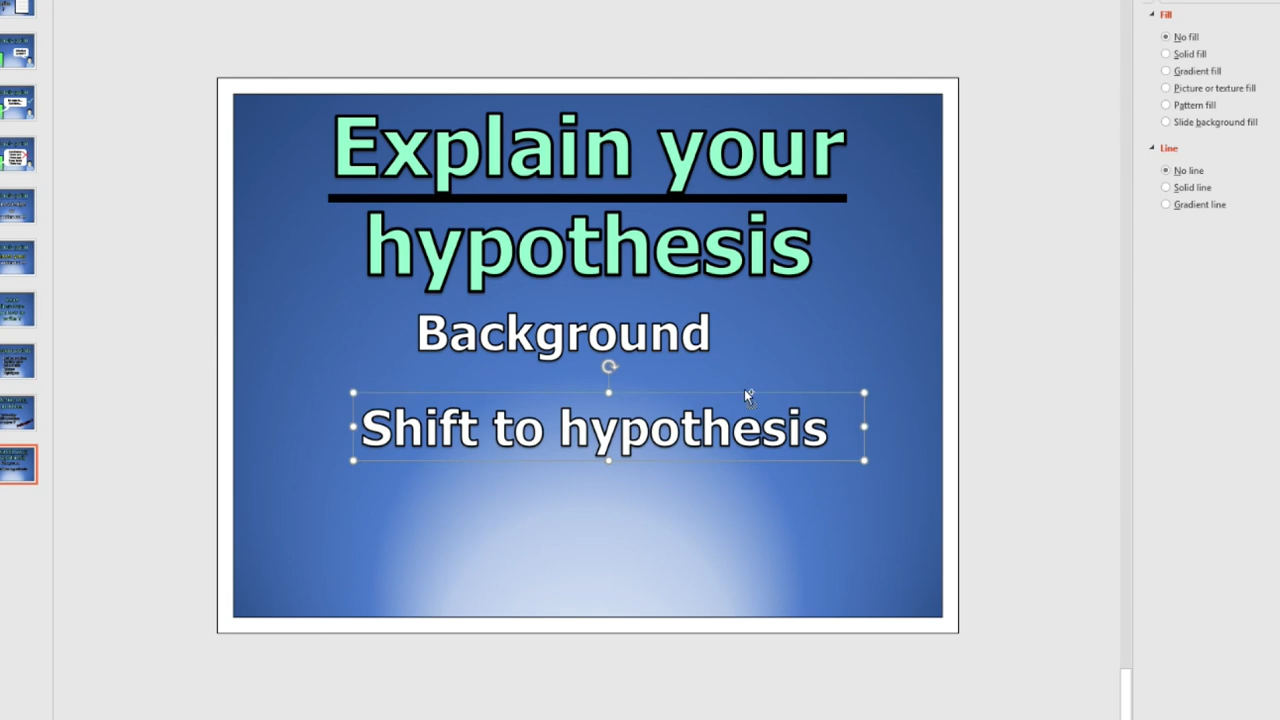 Fill
No fill
Solid fill
Gradient fill
Picture or texture fill
Pattern fill
Slide background fill
Line
No line
Solid line
Gradient line
Explain your
hypothesis
Background
Shift to hypothesis